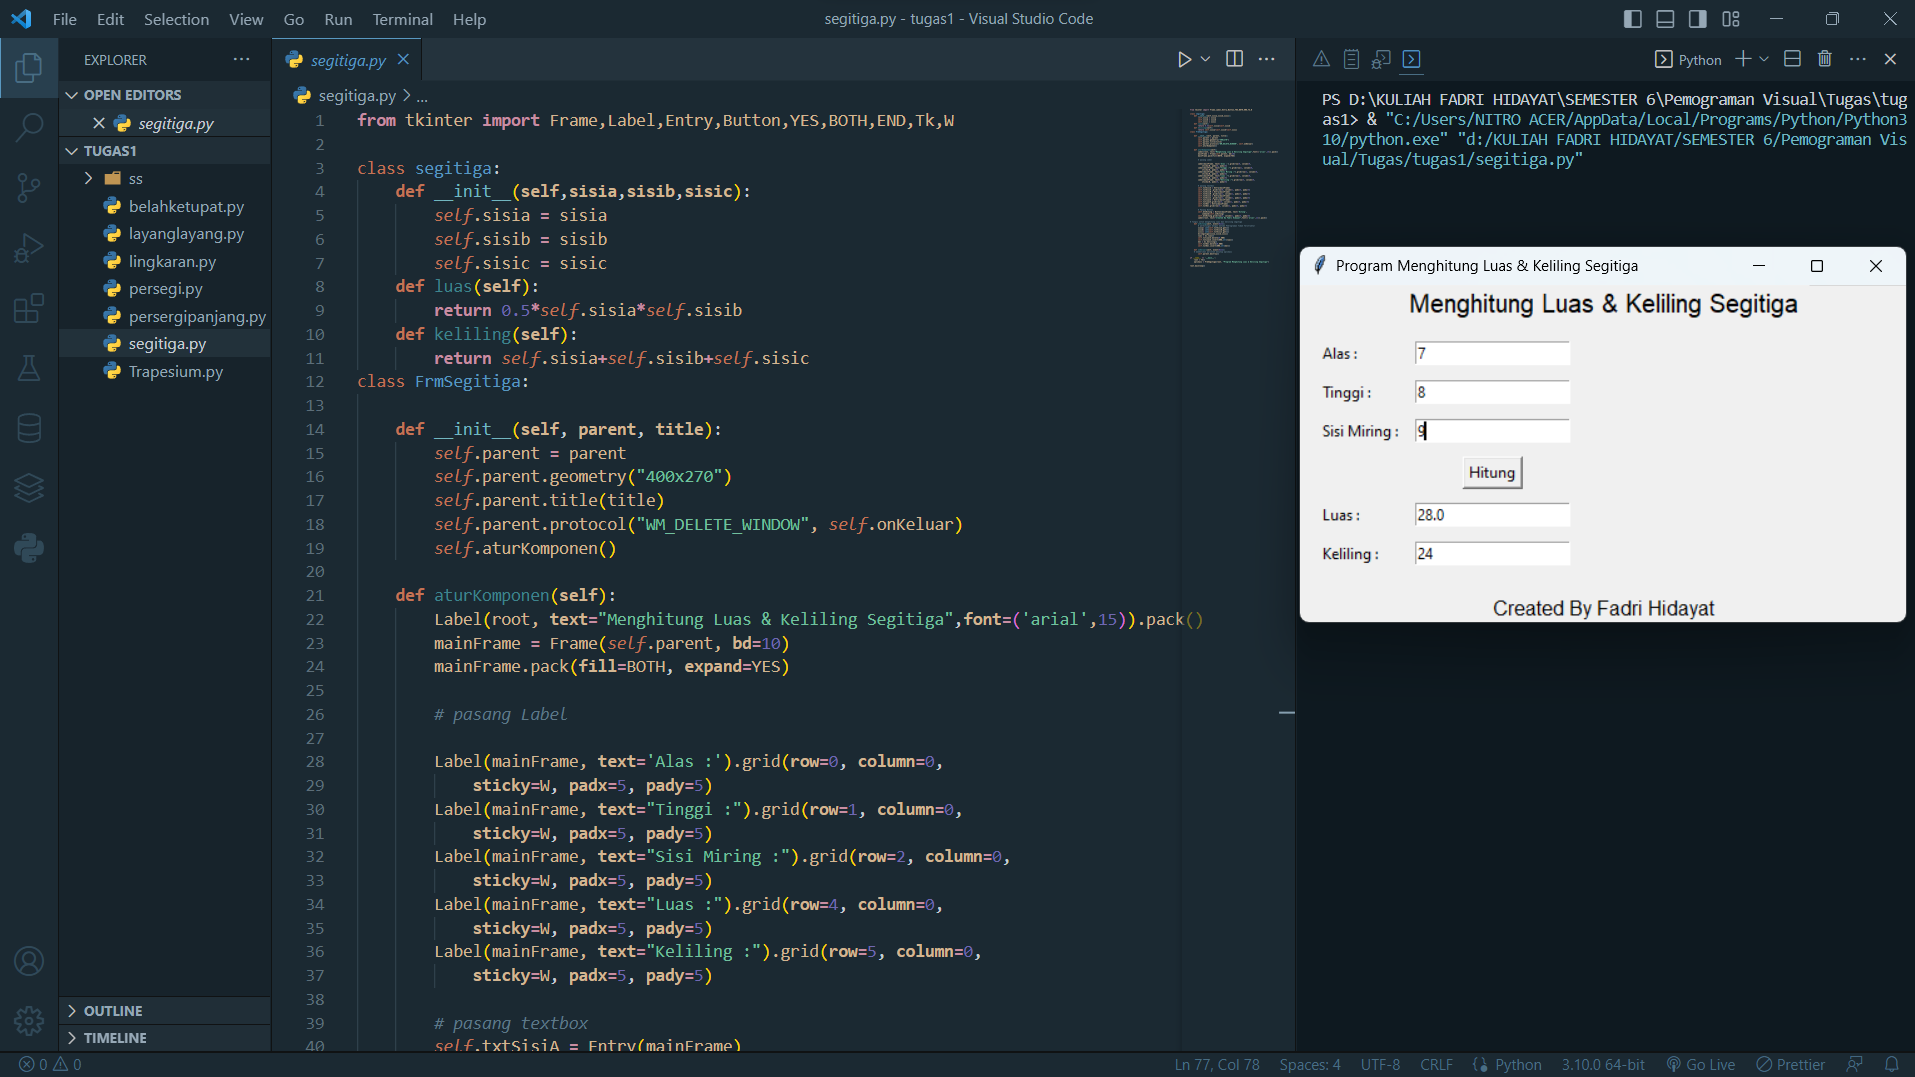 File Edit Selection View Go Run Terminal Help
segitiga.py - tugas1 - Visual Studio Code
EXPLORER
OPEN EDITORS
segitiga.py
TUGAS1
ss
belahketupat.py
layanglayang.py
lingkaran.py
persegi.py
persergipanjang.py
segitiga.py
Trapesium.py
OUTLINE
TIMELINE
segitiga.py
segitiga.py > ...
1 from tkinter import Frame,Label,Entry,Button,YES,BOTH,END,Tk,W
2
3 class segitiga:
4 def __init__(self,sisia,sisib,sisic):
5 self.sisia = sisia
6 self.sisib = sisib
7 self.sisic = sisic
8 def luas(self):
9 return 0.5*self.sisia*self.sisib
10 def keliling(self):
11 return self.sisia+self.sisib+self.sisic
12 class FrmSegitiga:
13
14 def __init__(self, parent, title):
15 self.parent = parent
16 self.parent.geometry("400x270")
17 self.parent.title(title)
18 self.parent.protocol("WM_DELETE_WINDOW", self.onKeluar)
19 self.aturKomponen()
20
21 def aturKomponen(self):
22 Label(root, text="Menghitung Luas & Keliling Segitiga",font=('arial',15)).pack()
23 mainFrame = Frame(self.parent, bd=10)
24 mainFrame.pack(fill=BOTH, expand=YES)
25
26 # pasang Label
27
28 Label(mainFrame, text='Alas :').grid(row=0, column=0,
29 sticky=W, padx=5, pady=5)
30 Label(mainFrame, text="Tinggi :").grid(row=1, column=0,
31 sticky=W, padx=5, pady=5)
32 Label(mainFrame, text="Sisi Miring :").grid(row=2, column=0,
33 sticky=W, padx=5, pady=5)
34 Label(mainFrame, text="Luas :").grid(row=4, column=0,
35 sticky=W, padx=5, pady=5)
36 Label(mainFrame, text="Keliling :").grid(row=5, column=0,
37 sticky=W, padx=5, pady=5)
38
39 # pasang textbox
40 self.txtSisiA = Entry(mainFrame)
Python
PS D:\KULIAH FADRI HIDAYAT\SEMESTER 6\Pemograman Visual\Tugas\tug
as1> & "C:/Users/NITRO ACER/AppData/Local/Programs/Python/Python3
10/python.exe" "d:/KULIAH FADRI HIDAYAT/SEMESTER 6/Pemograman Vis
ual/Tugas/tugas1/segitiga.py"
Program Menghitung Luas & Keliling Segitiga
Menghitung Luas & Keliling Segitiga
Alas : 7
Tinggi : 8
Sisi Miring : 9
Hitung
Luas : 28.0
Keliling : 24
Created By Fadri Hidayat
0 0
Ln 77, Col 78 Spaces: 4 UTF-8 CRLF Python 3.10.0 64-bit Go Live Prettier